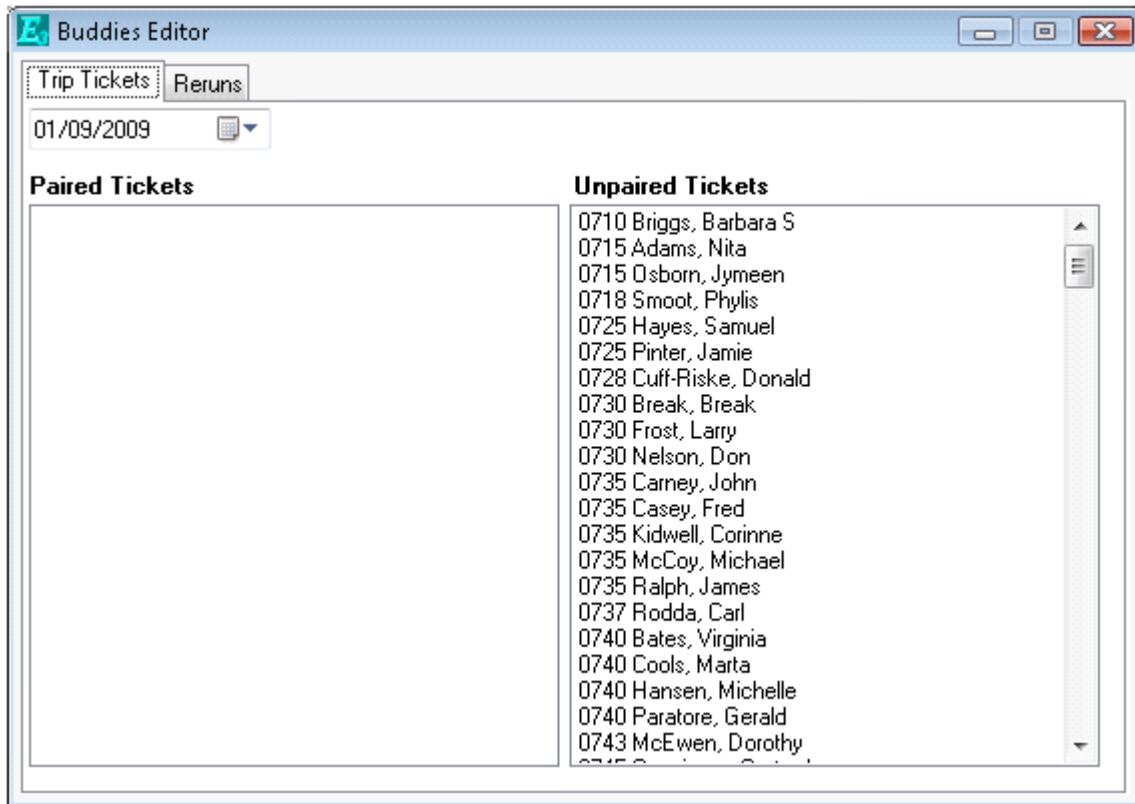 Buddies Editor
Trip Tickets Reruns
01/09/2009
Paired Tickets Unpaired Tickets
0710 Briggs, Barbara S
0715 Adams, Nita
0715 Osborn, Jymeen
0718 Smoot, Phylis
0725 Hayes, Samuel
0725 Pinter, Jamie
0728 Cuff-Riske, Donald
0730 Break, Break
0730 Frost, Larry
0730 Nelson, Don
0735 Carney, John
0735 Casey, Fred
0735 Kidwell, Corinne
0735 McCoy, Michael
0735 Ralph, James
0737 Rodda, Carl
0740 Bates, Virginia
0740 Cools, Marta
0740 Hansen, Michelle
0740 Paratore, Gerald
0743 McEwen, Dorothy